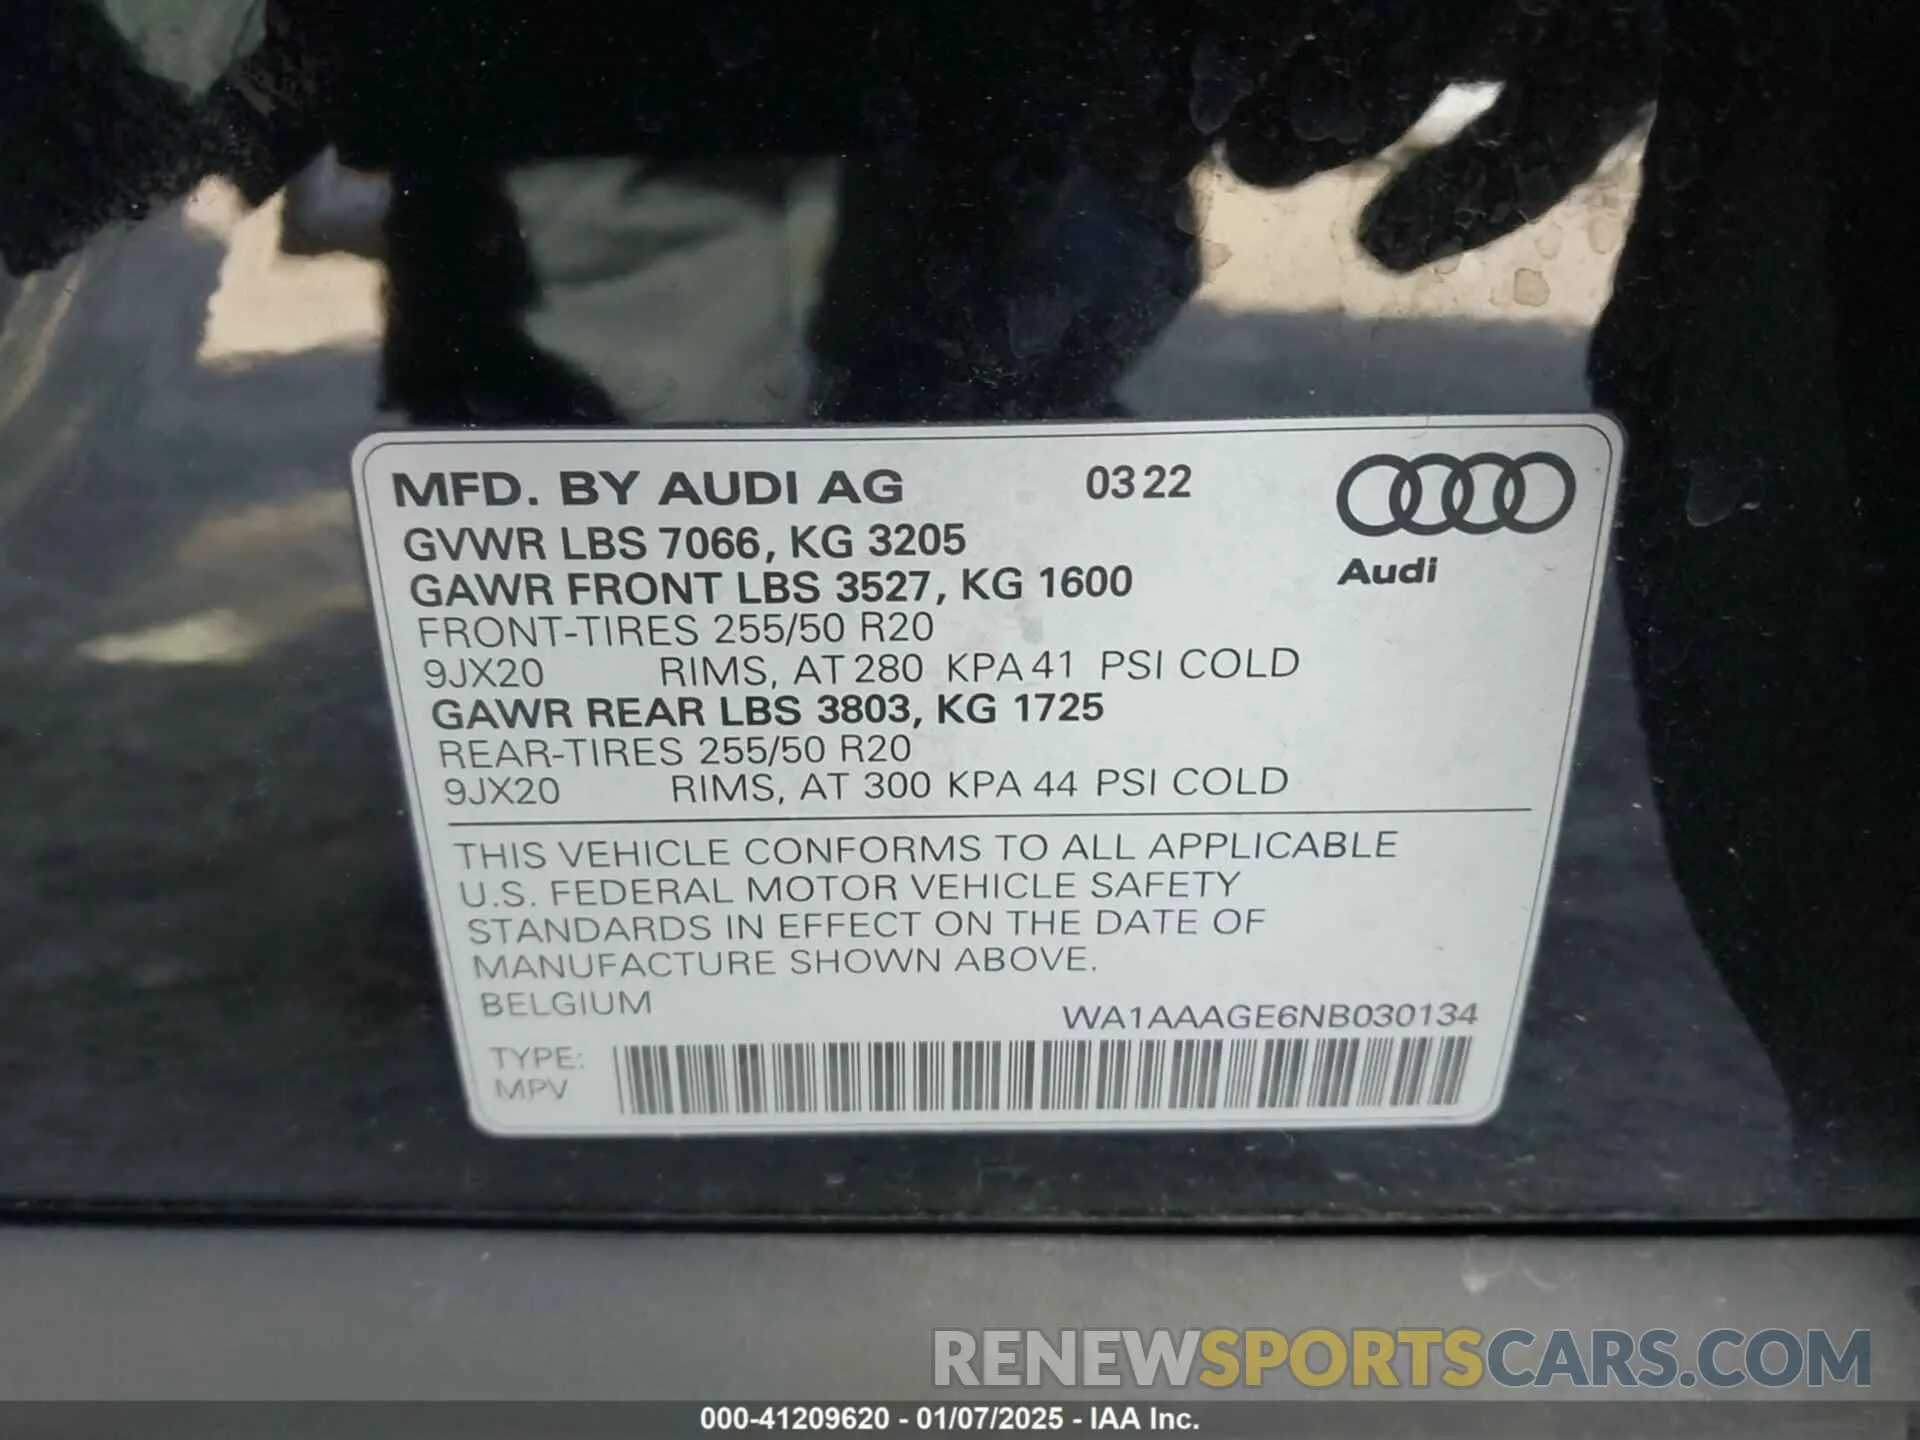 MFD. BY AUDI AG 03 22
GVWR LBS 7066, KG 3205
Audi
GAWR FRONT LBS 3527, KG 1600
FRONT-TIRES 255/50 R20
9JX20 RIMS, AT 280 KPA 41 PSI COLD
GAWR REAR LBS 3803, KG 1725
REAR-TIRES 255/50 R20
9JX20 RIMS, AT 300 KPA 44 PSI COLD
THIS VEHICLE CONFORMS TO ALL APPLICABLE
U.S. FEDERAL MOTOR VEHICLE SAFETY
STANDARDS IN EFFECT ON THE DATE OF
MANUFACTURE SHOWN ABOVE.
BELGIUM
WA1AAAGE6NB030134
TYPE:
MPV
RENEWSPORTSCARS.COM
000-41209620 - 01/07/2025 - IAA Inc.